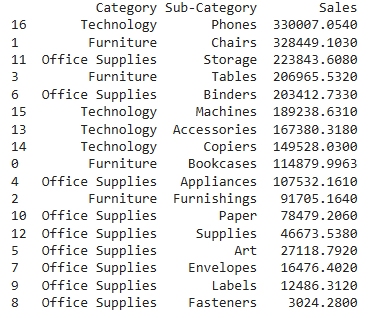 Category Sub-Category Sales
16 Technology Phones 330007.0540
1 Furniture Chairs 328449.1030
11 Office Supplies Storage 223843.6080
3 Furniture Tables 206965.5320
6 Office Supplies Binders 203412.7330
15 Technology Machines 189238.6310
13 Technology Accessories 167380.3180
14 Technology Copiers 149528.0300
0 Furniture Bookcases 114879.9963
4 Office Supplies Appliances 107532.1610
2 Furniture Furnishings 91705.1640
10 Office Supplies Paper 78479.2060
12 Office Supplies Supplies 46673.5380
5 Office Supplies Art 27118.7920
7 Office Supplies Envelopes 16476.4020
9 Office Supplies Labels 12486.3120
8 Office Supplies Fasteners 3024.2800